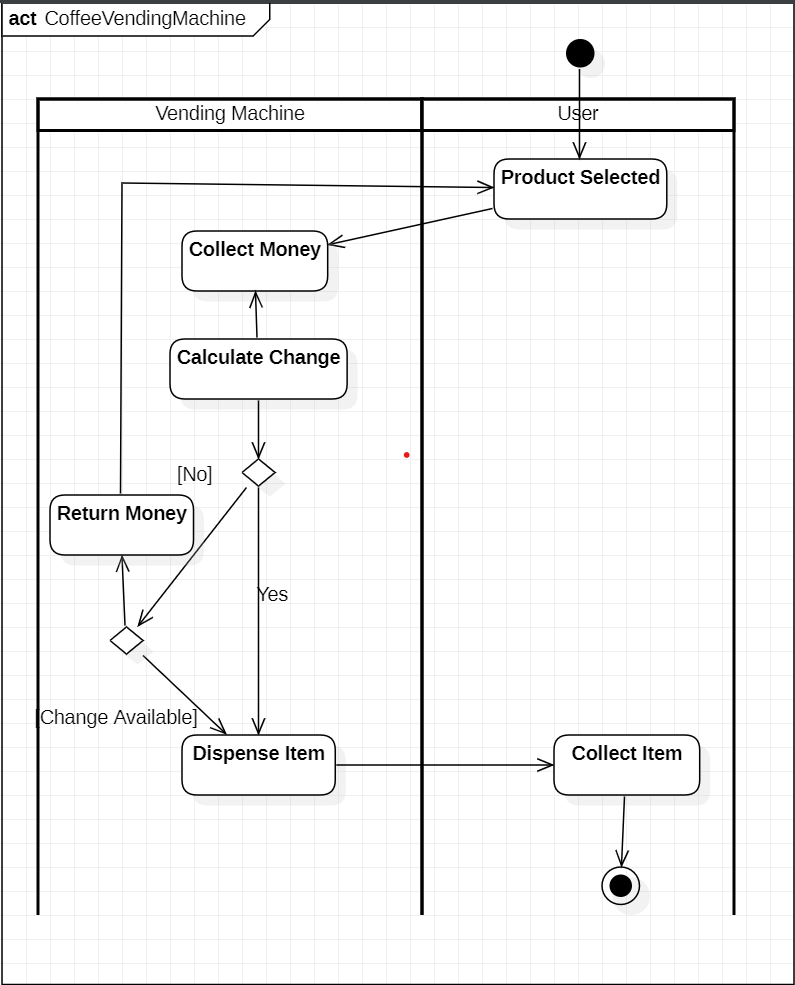 act CoffeeVendingMachine
Vending Machine
User
Product Selected
Collect Money
Calculate Change
[No]
Return Money
Yes
[Change Available]
Dispense Item
Collect Item